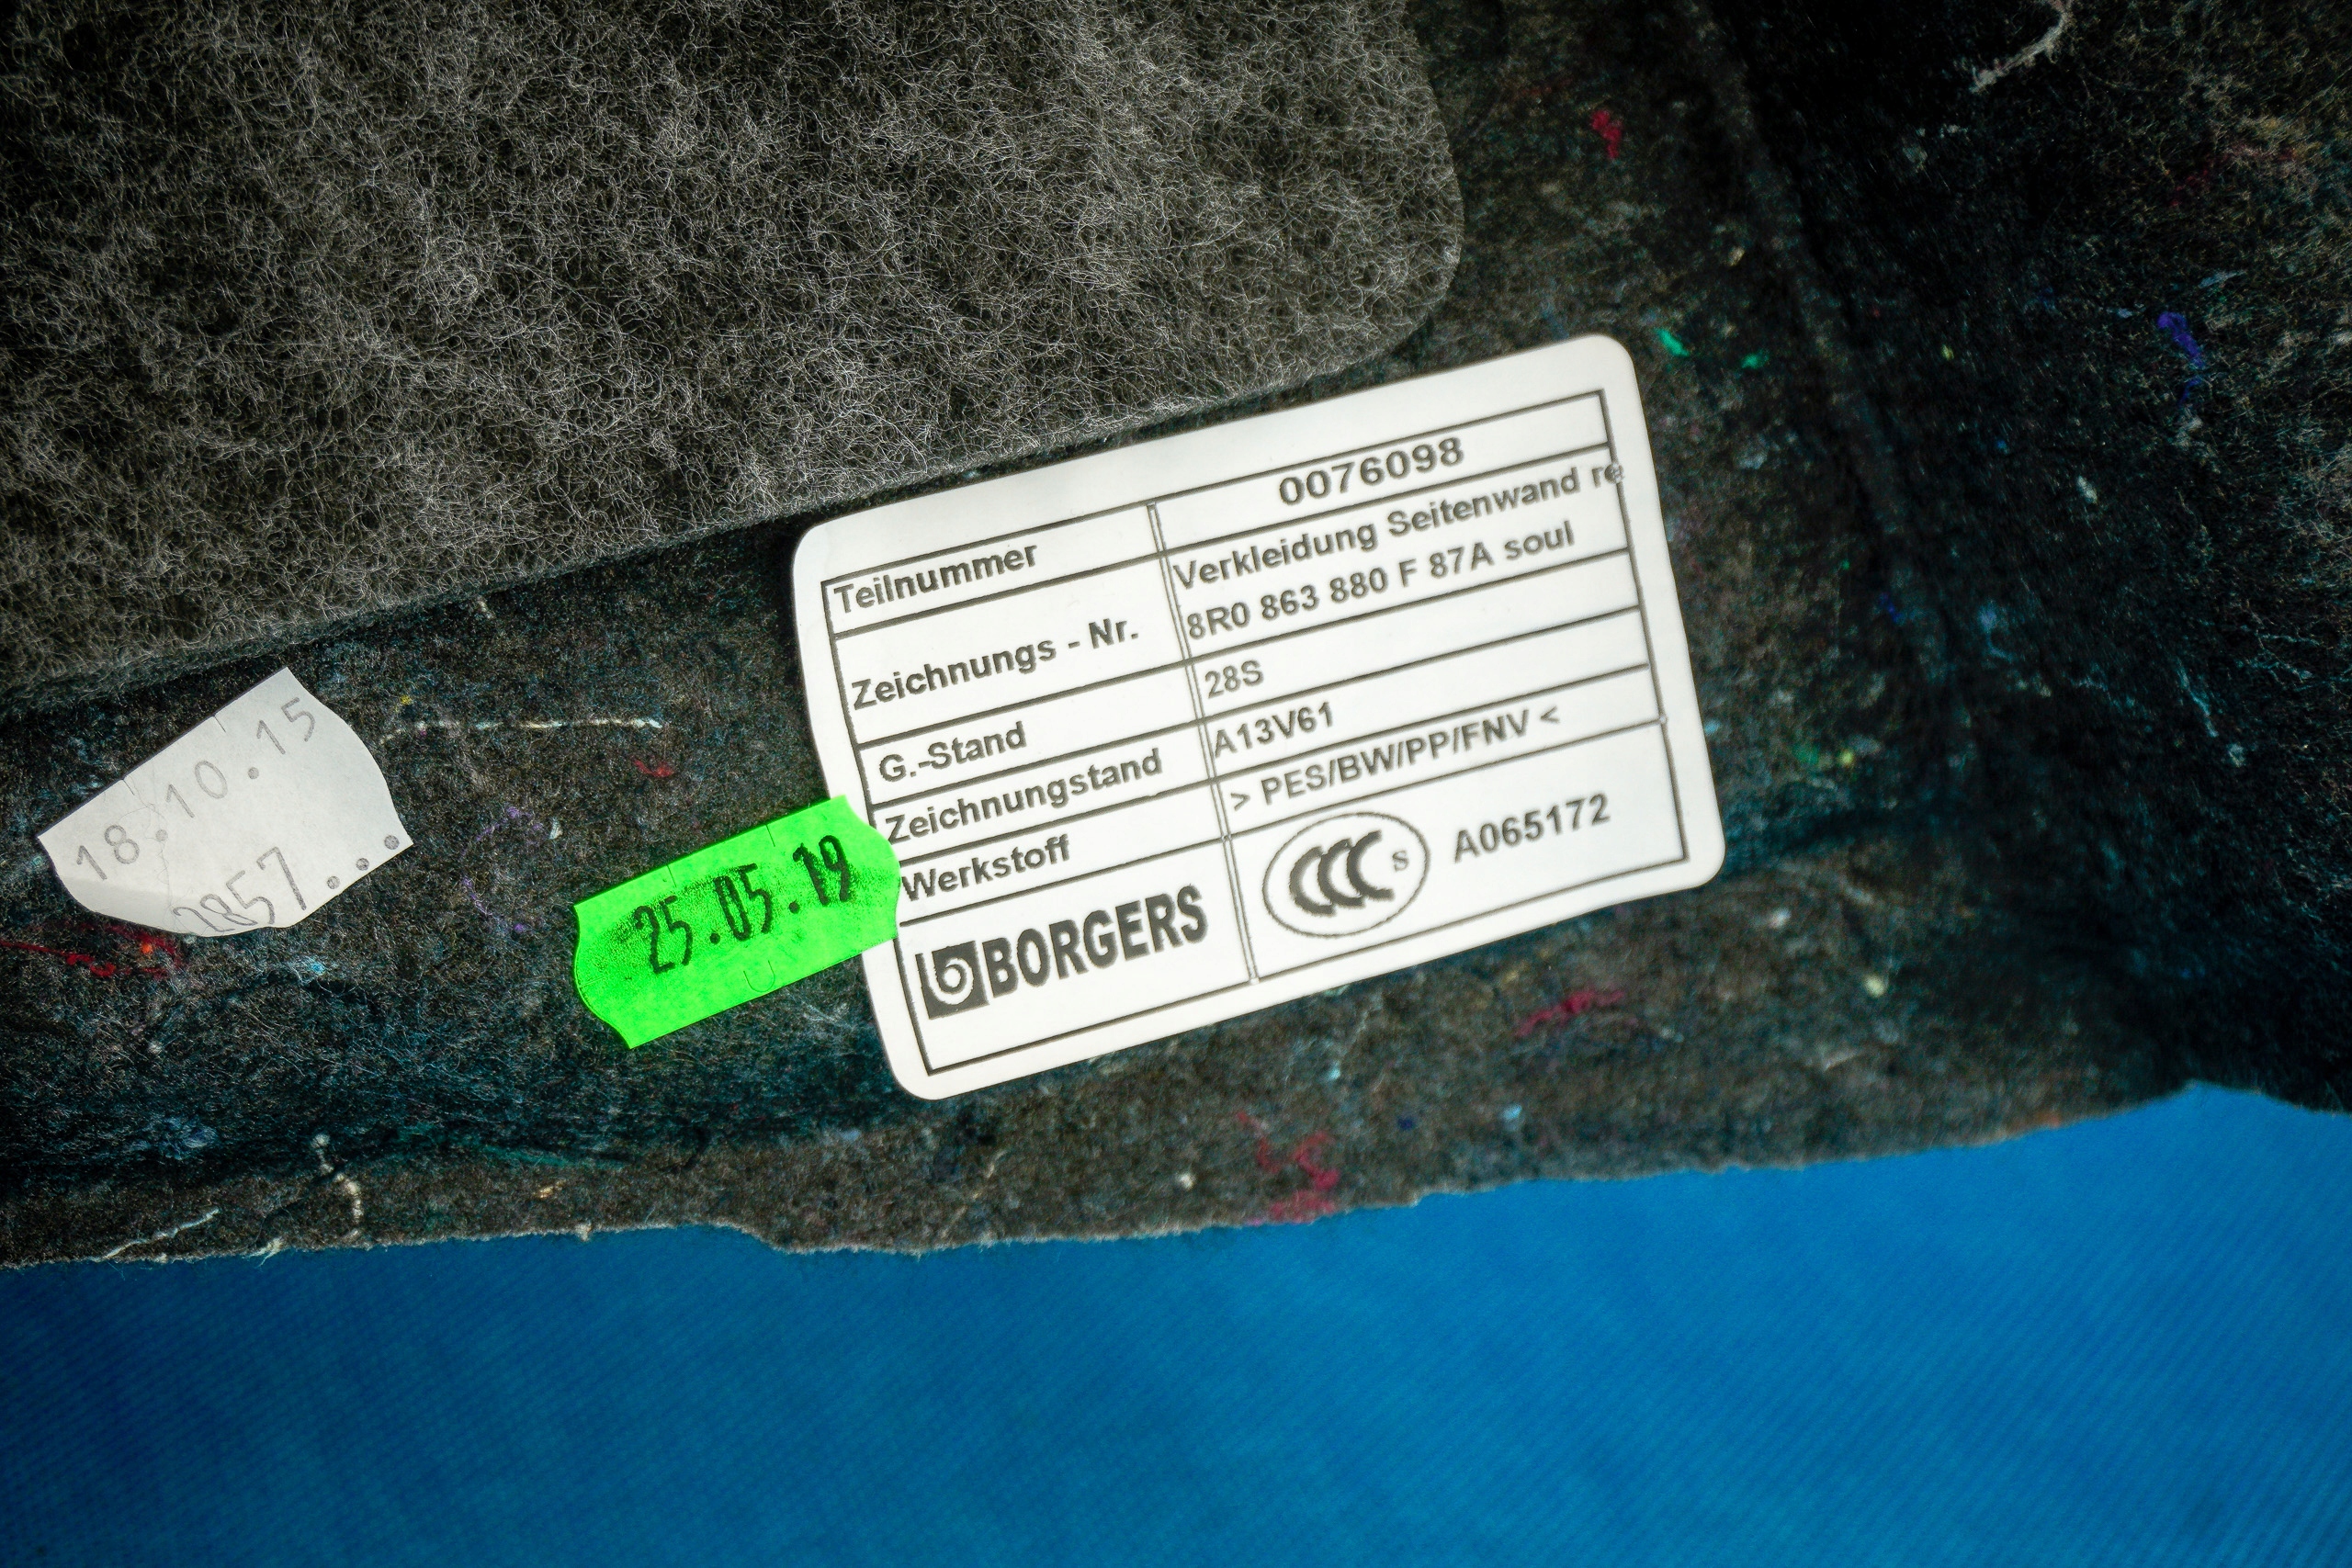 Teilnummer 0076098
Zeichnungs - Nr. Verkleidung Seitenwand re
8R0 863 880 F 87A soul
G.-Stand 28S
Zeichnungstand A13V61
Werkstoff > PES/BW/PP/FNV <
BORGERS CCC S A065172
18.10.15
2857...
25.05.19